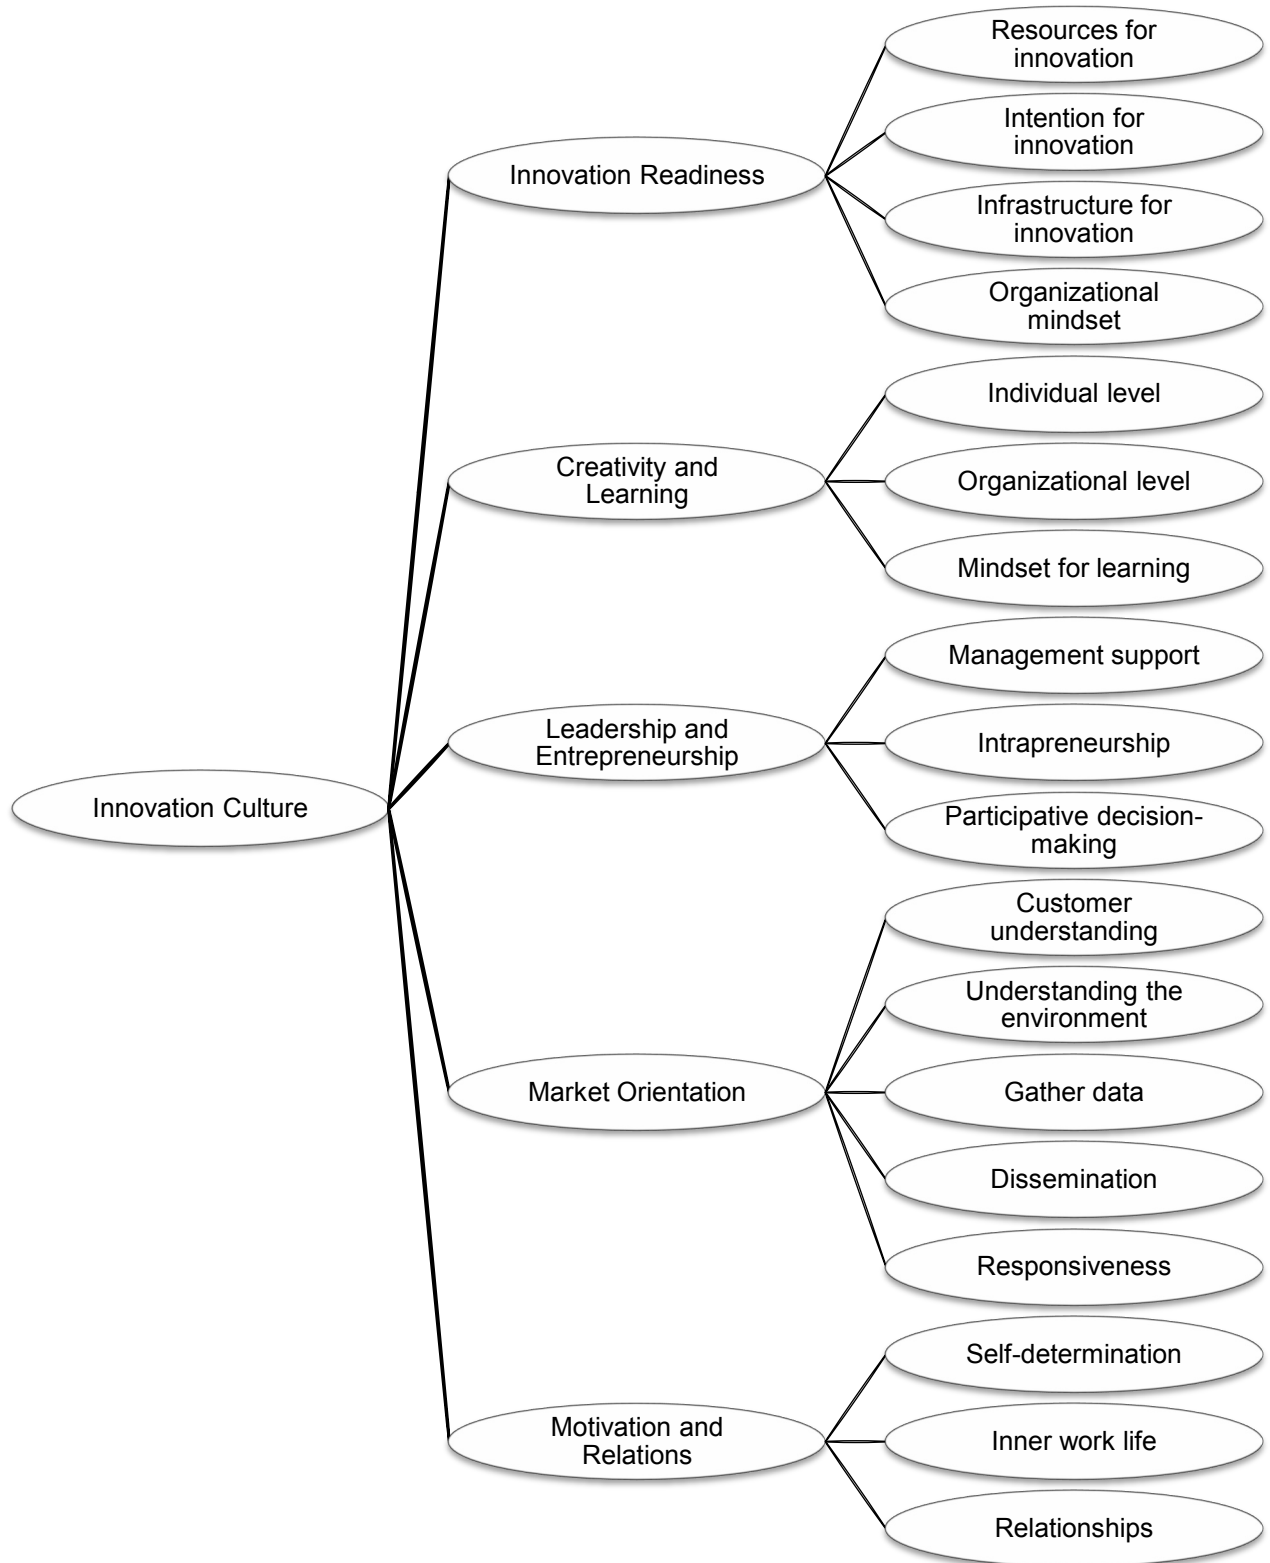 Innovation Culture
Innovation Readiness
Resources for
innovation
Intention for
innovation
Infrastructure for
innovation
Organizational
mindset
Creativity and
Learning
Individual level
Organizational level
Mindset for learning
Leadership and
Entrepreneurship
Management support
Intrapreneurship
Participative decision-
making
Market Orientation
Customer
understanding
Understanding the
environment
Gather data
Dissemination
Responsiveness
Motivation and
Relations
Self-determination
Inner work life
Relationships